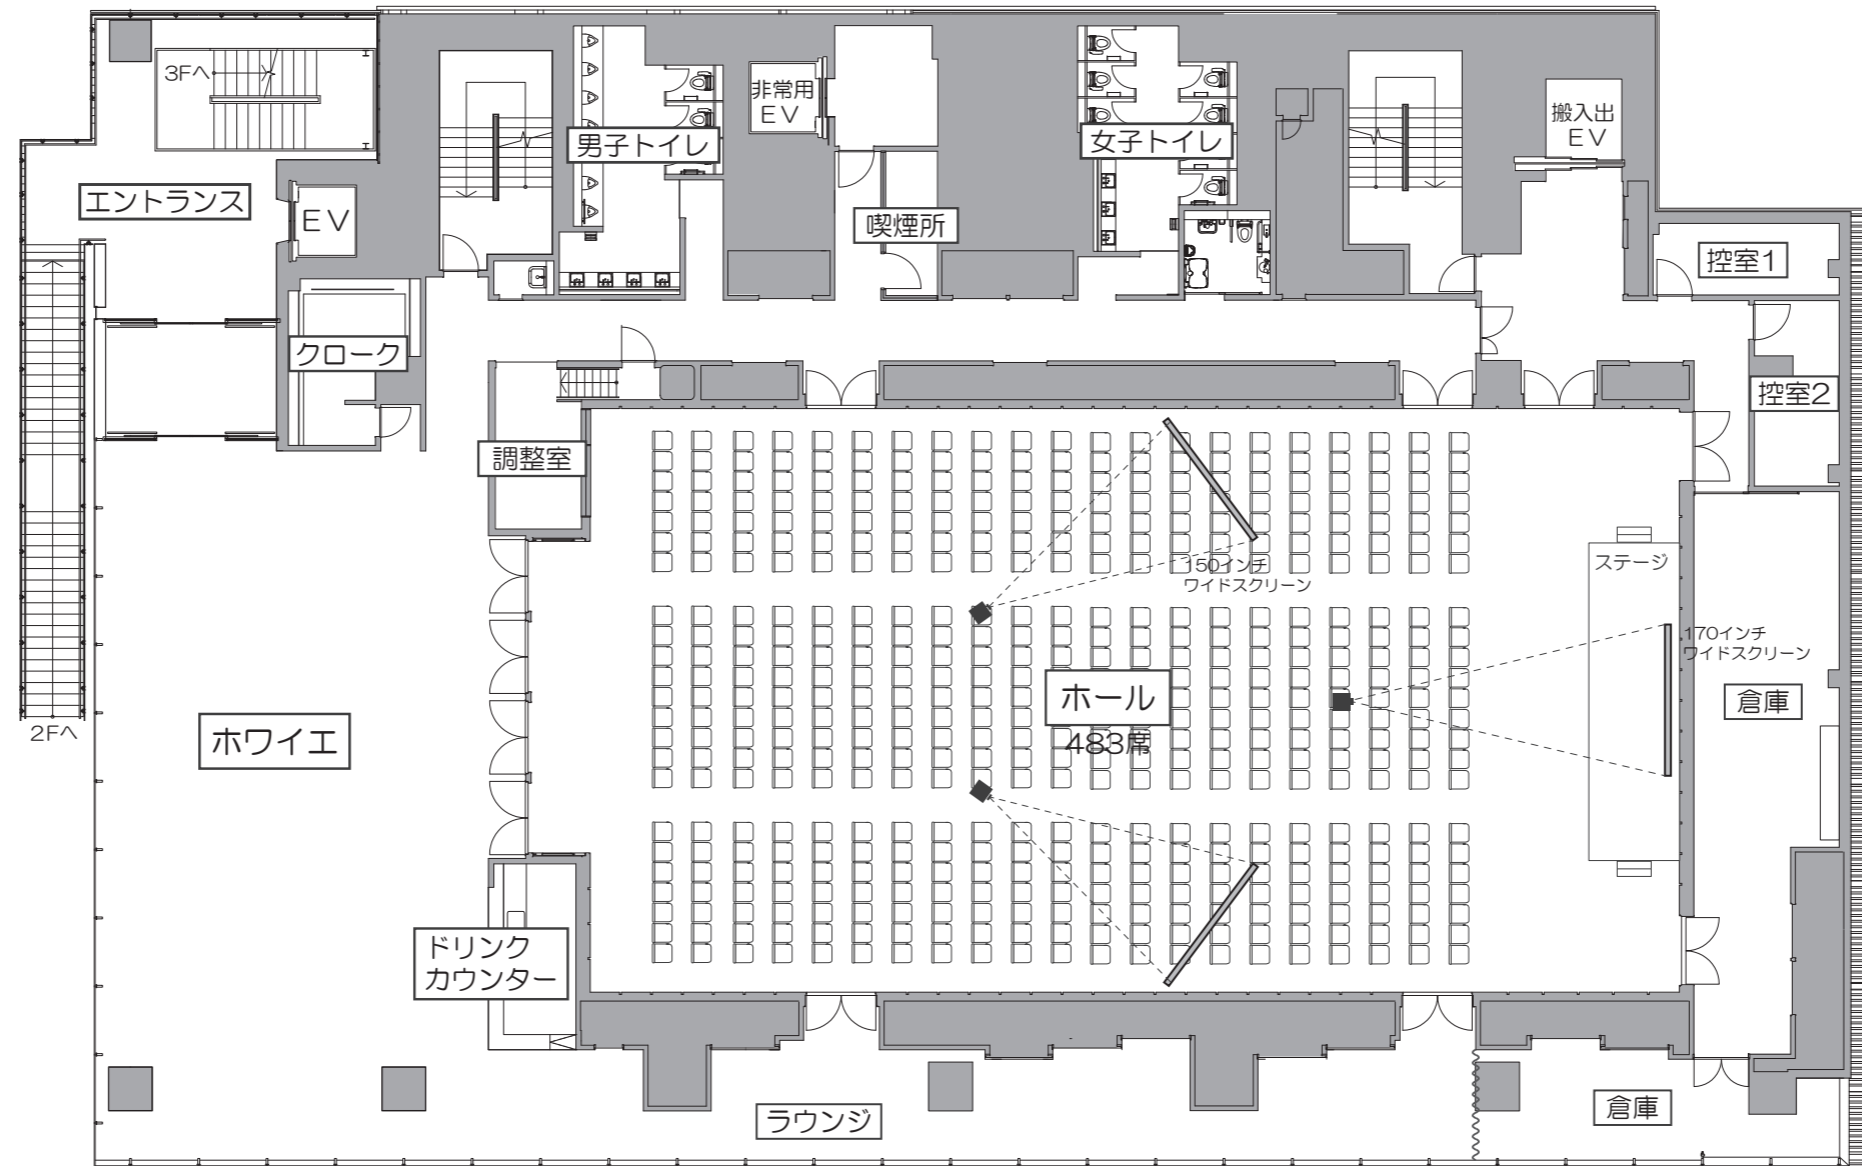 3Fへ
非常用
EV
搬入出
EV
男子トイレ
女子トイレ
エントランス
EV
喫煙所
控室1
クローク
控室2
調整室
ステージ
150インチ
ワイドスクリーン
170インチ
ワイドスクリーン
ホール
483席
倉庫
2Fへ
ホワイエ
ドリンク
カウンター
ラウンジ
倉庫